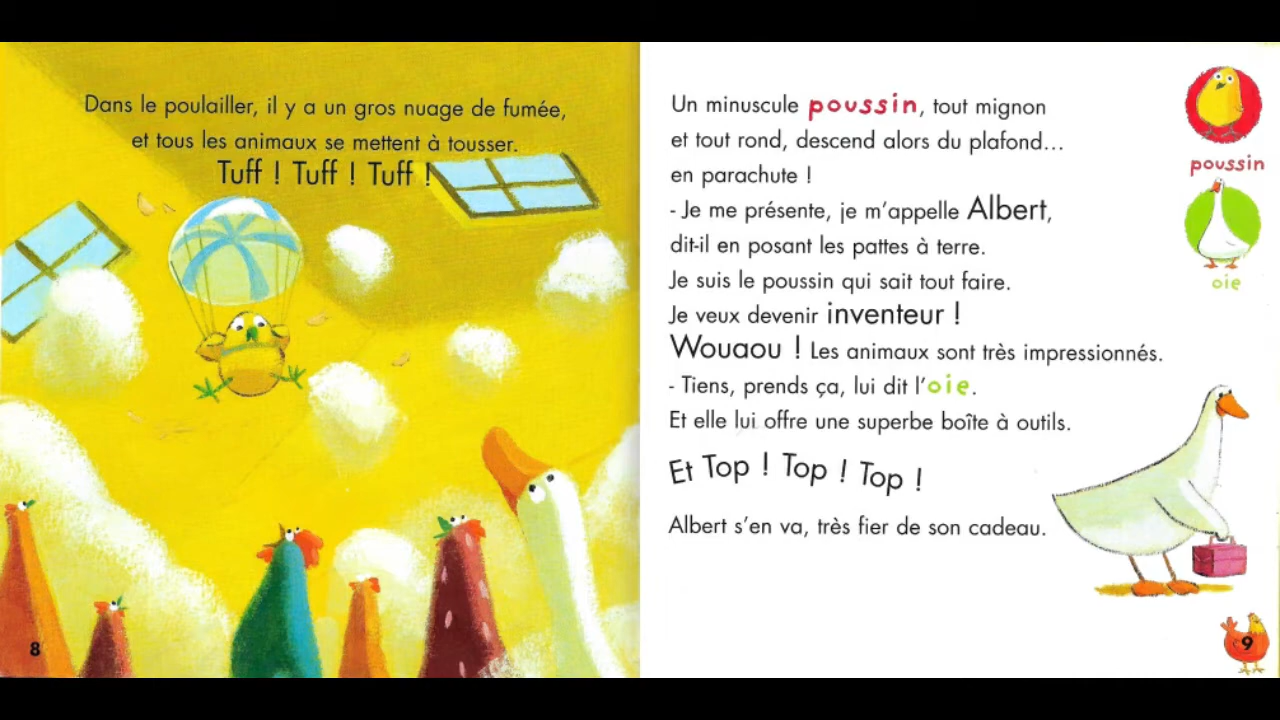 Dans le poulailler, il y a un gros nuage de fumée,
et tous les animaux se mettent à tousser.
Tuff ! Tuff ! Tuff !
8
Un minuscule poussin, tout mignon
et tout rond, descend alors du plafond...
en parachute !
- Je me présente, je m'appelle Albert,
dit-il en posant les pattes à terre.
Je suis le poussin qui sait tout faire.
Je veux devenir inventeur !
Wouaou ! Les animaux sont très impressionnés.
- Tiens, prends ça, lui dit l'oie.
Et elle lui offre une superbe boîte à outils.
Et Top ! Top ! Top !
Albert s'en va, très fier de son cadeau.
poussin
oie
9